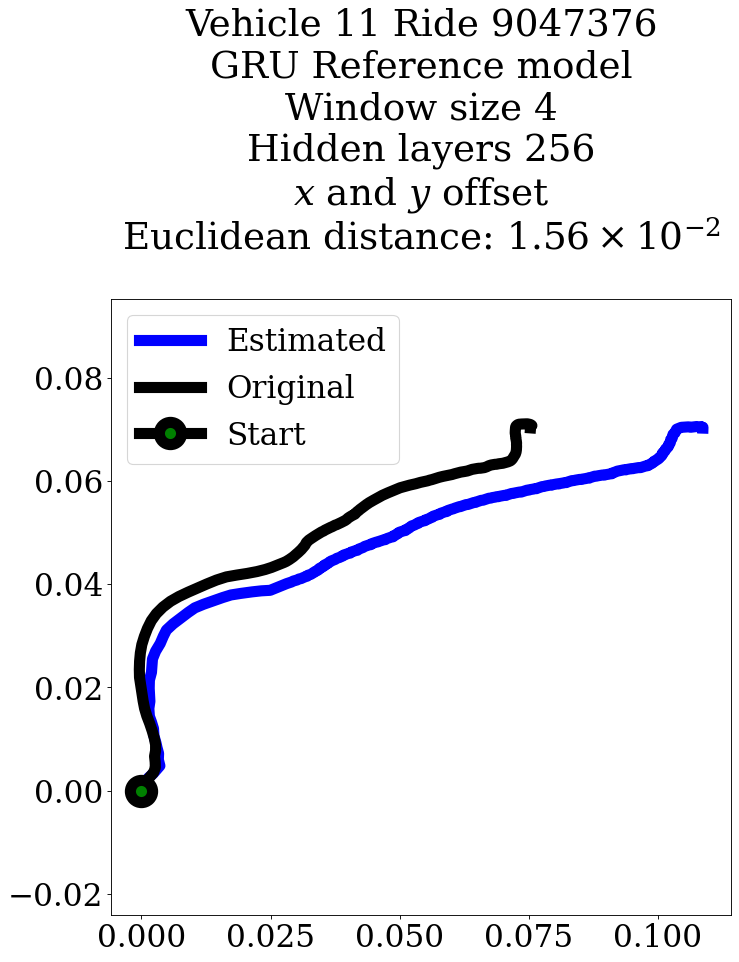 Vehicle 11 Ride 9047376
GRU Reference model
Window size 4
Hidden layers 256
x and y offset
Euclidean distance: 1.56 × 10⁻²
Estimated
Original
Start
0.08
0.06
0.04
0.02
0.00
−0.02
0.000 0.025 0.050 0.075 0.100